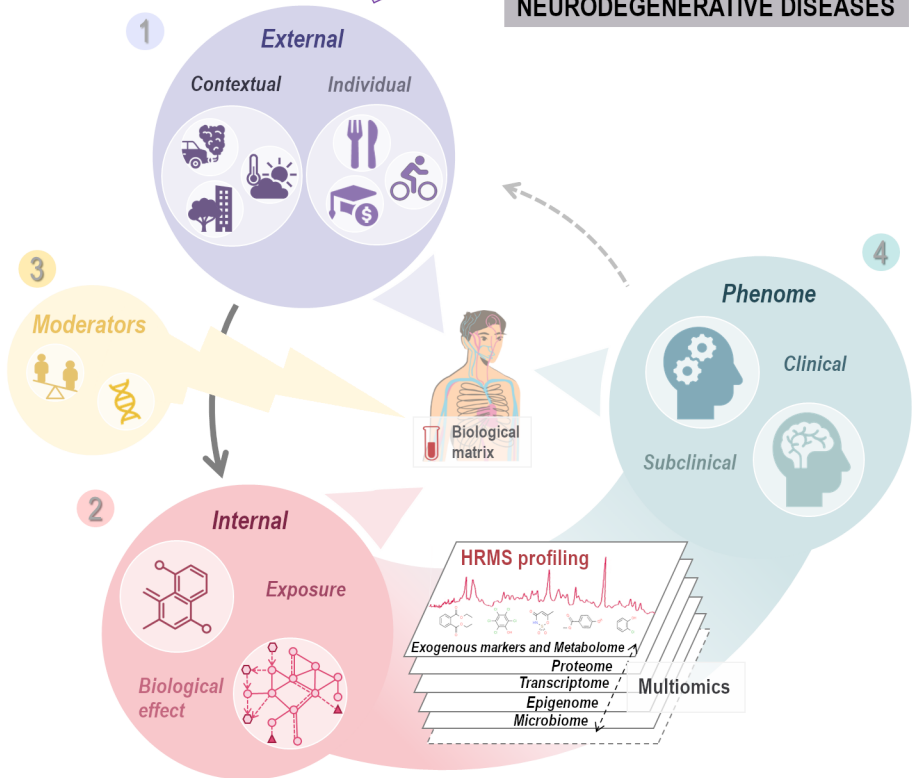 NEURODEGENERATIVE DISEASES
1
External
Contextual
Individual
$
3
Moderators
4
Phenome
Clinical
Subclinical
Biological
matrix
2
Internal
Exposure
Biological
effect
HRMS profiling
Exogenous markers and Metabolome
Proteome
Transcriptome
Epigenome
Microbiome
Multiomics